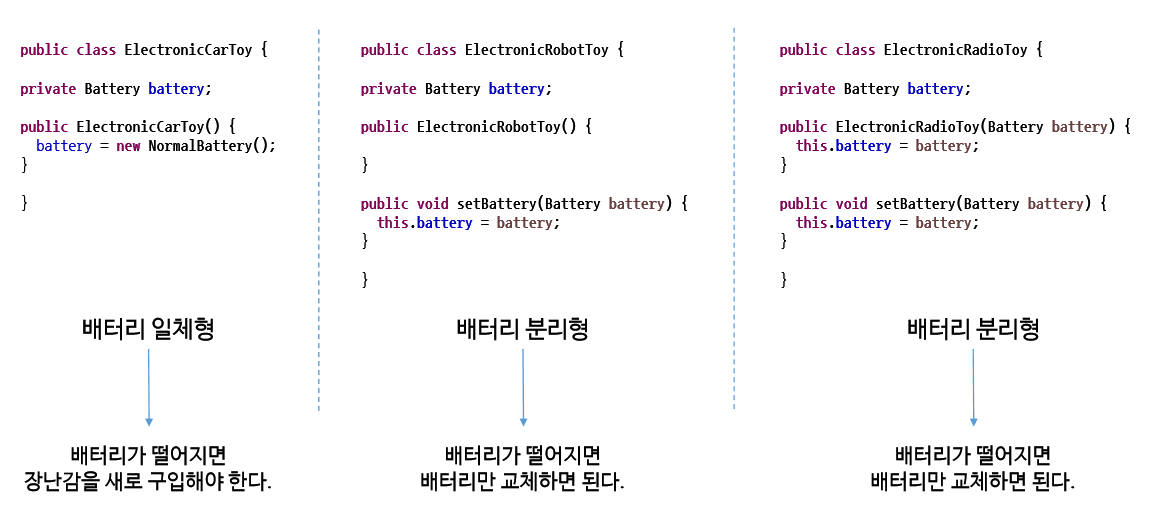 public class ElectronicCarToy {
private Battery battery;
public ElectronicCarToy() {
battery = new NormalBattery();
}
}
배터리 일체형
배터리가 떨어지면
장난감을 새로 구입해야 한다.
public class ElectronicRobotToy {
private Battery battery;
public ElectronicRobotToy() {
}
public void setBattery(Battery battery) {
this.battery = battery;
}
}
배터리 분리형
배터리가 떨어지면
배터리만 교체하면 된다.
public class ElectronicRadioToy {
private Battery battery;
public ElectronicRadioToy(Battery battery) {
this.battery = battery;
}
public void setBattery(Battery battery) {
this.battery = battery;
}
}
배터리 분리형
배터리가 떨어지면
배터리만 교체하면 된다.